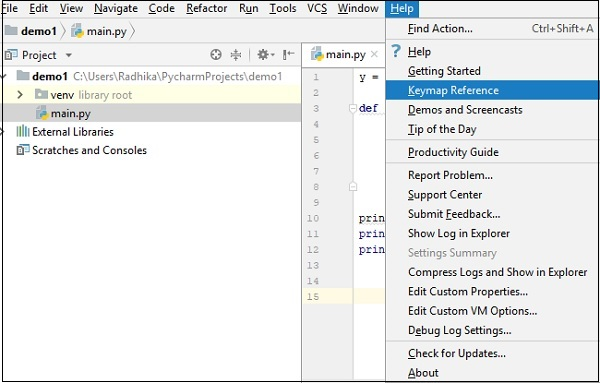 File Edit View Navigate Code Refactor Run Tools VCS Window Help
demo1 main.py
Project
demo1 C:\Users\Radhika\PycharmProjects\demo1
venv library root
main.py
External Libraries
Scratches and Consoles
main.py
1 y =
2
3 def
4
5
6
7
8
9
10 prin
11 prin
12 prin
13
14
15
Find Action... Ctrl+Shift+A
? Help
Getting Started
Keymap Reference
Demos and Screencasts
Tip of the Day
Productivity Guide
Report Problem...
Support Center
Submit Feedback...
Show Log in Explorer
Settings Summary
Compress Logs and Show in Explorer
Edit Custom Properties...
Edit Custom VM Options...
Debug Log Settings...
Check for Updates...
About